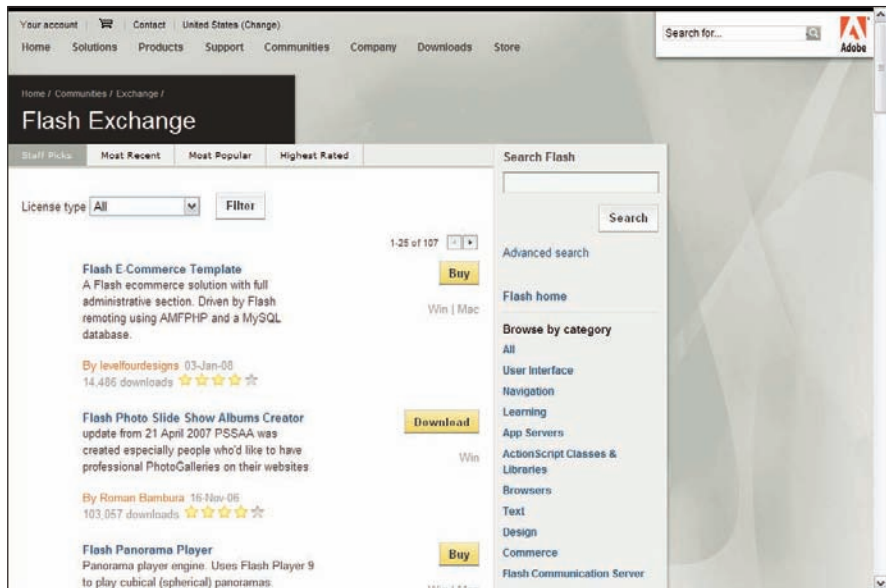 Your account | Contact | United States (Change)
Home Solutions Products Support Communities Company Downloads Store
Search for...
Adobe
Home / Communities / Exchange /
Flash Exchange
Staff Picks Most Recent Most Popular Highest Rated
License type All Filter
1-25 of 107
Flash E-Commerce Template
A Flash ecommerce solution with full
administrative section. Driven by Flash
remoting using AMFPHP and a MySQL
database.
Buy
Win | Mac
By levelfourdesigns 03-Jan-08
14,486 downloads
Flash Photo Slide Show Albums Creator
update from 21 April 2007 PSSAA was
created especially people who'd like to have
professional PhotoGalleries on their websites
Download
Win
By Roman Bambura 16-Nov-06
103,057 downloads
Flash Panorama Player
Panorama player engine. Uses Flash Player 9
to play cubical (spherical) panoramas.
Buy
Win | Mac
Search Flash
Search
Advanced search
Flash home
Browse by category
All
User Interface
Navigation
Learning
App Servers
ActionScript Classes &
Libraries
Browsers
Text
Design
Commerce
Flash Communication Server